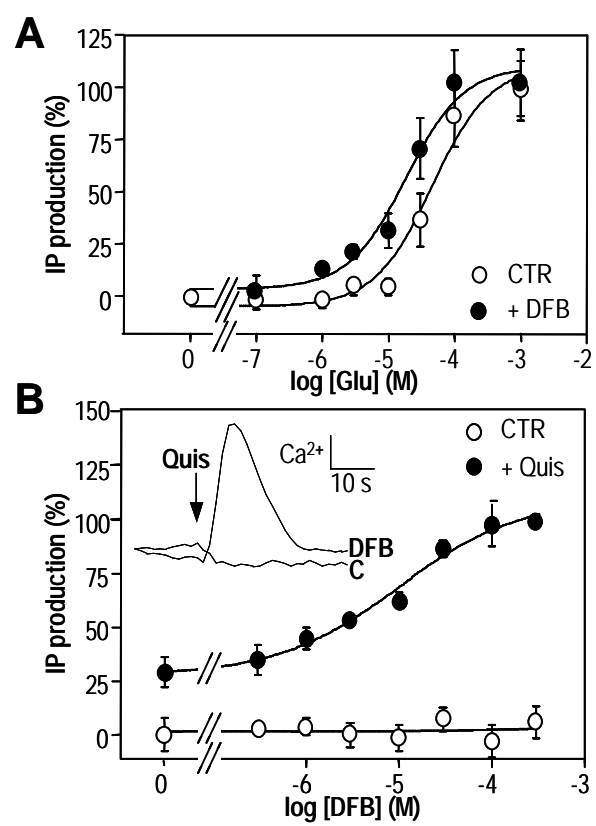 A
125
100
75
50
25
0
IP production (%)
CTR
+ DFB
0 -7 -6 -5 -4 -3 -2
log [Glu] (M)
B
150
125
100
75
50
25
0
IP production (%)
CTR
+ Quis
Quis
Ca²⁺
10 s
DFB
C
0 -6 -5 -4 -3
log [DFB] (M)